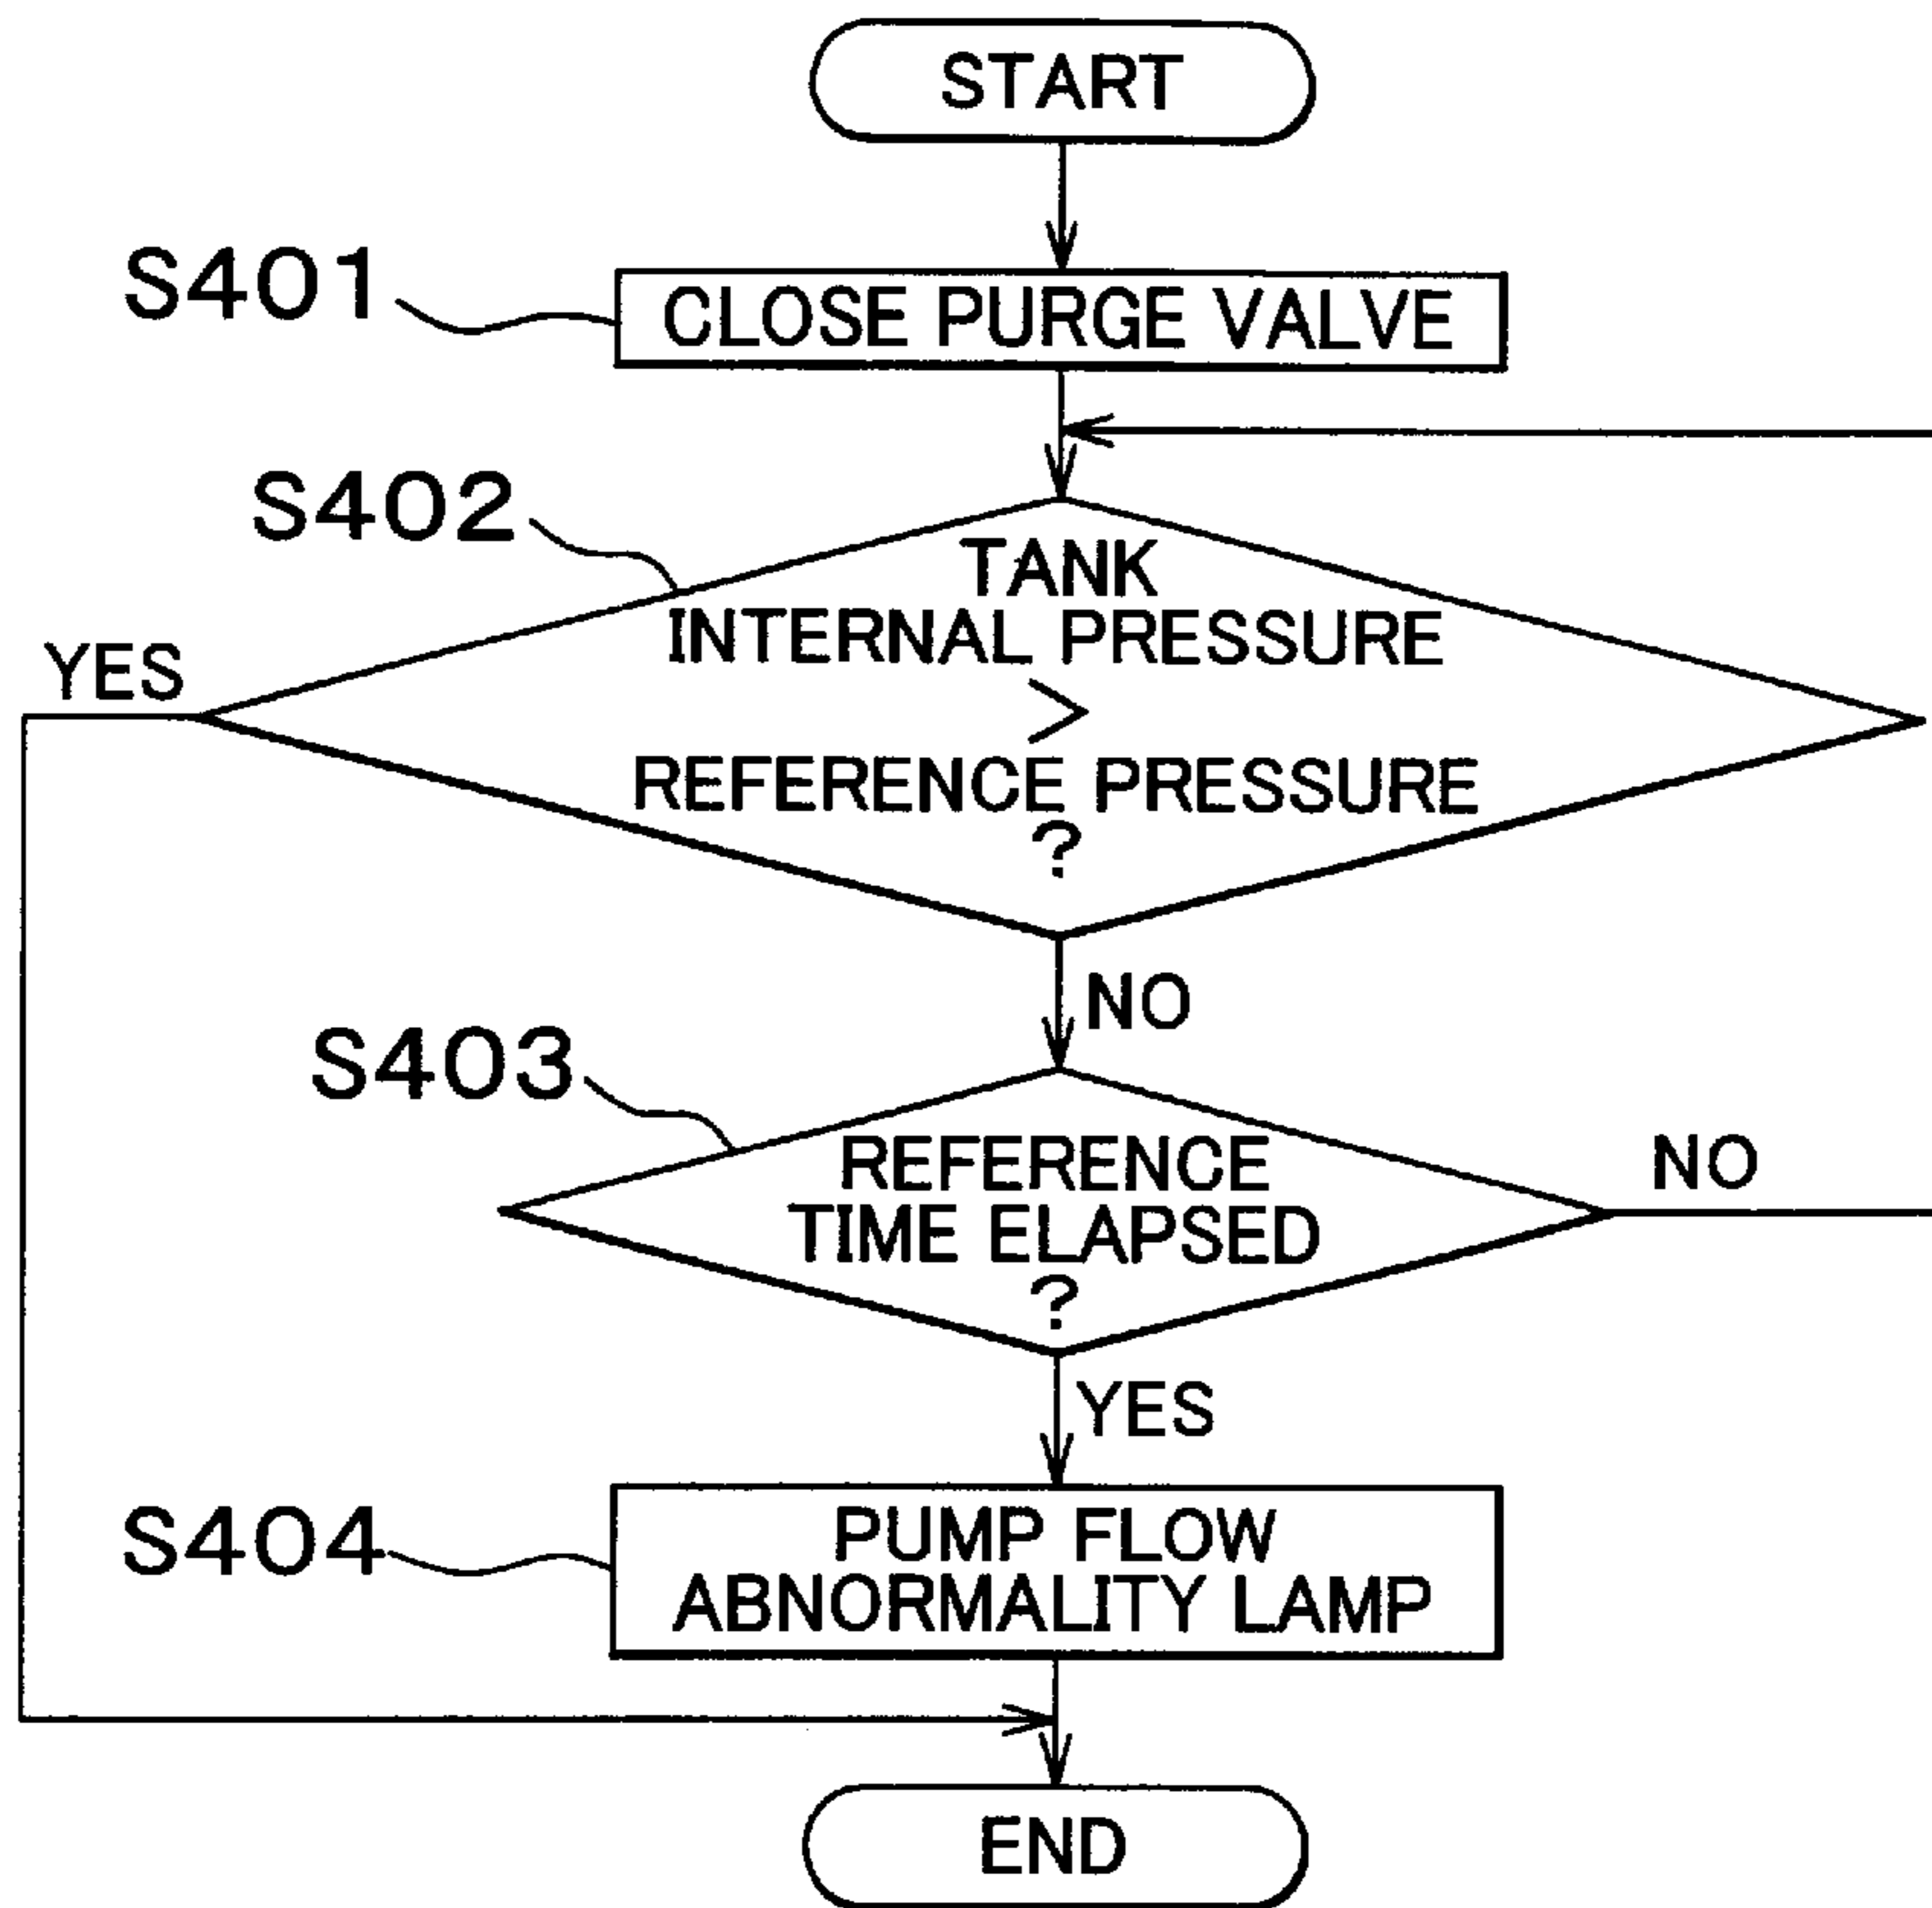 START
S401
CLOSE PURGE VALVE
S402
TANK
INTERNAL PRESSURE
>
REFERENCE PRESSURE
?
YES
NO
S403
REFERENCE
TIME ELAPSED
?
NO
YES
S404
PUMP FLOW
ABNORMALITY LAMP
END